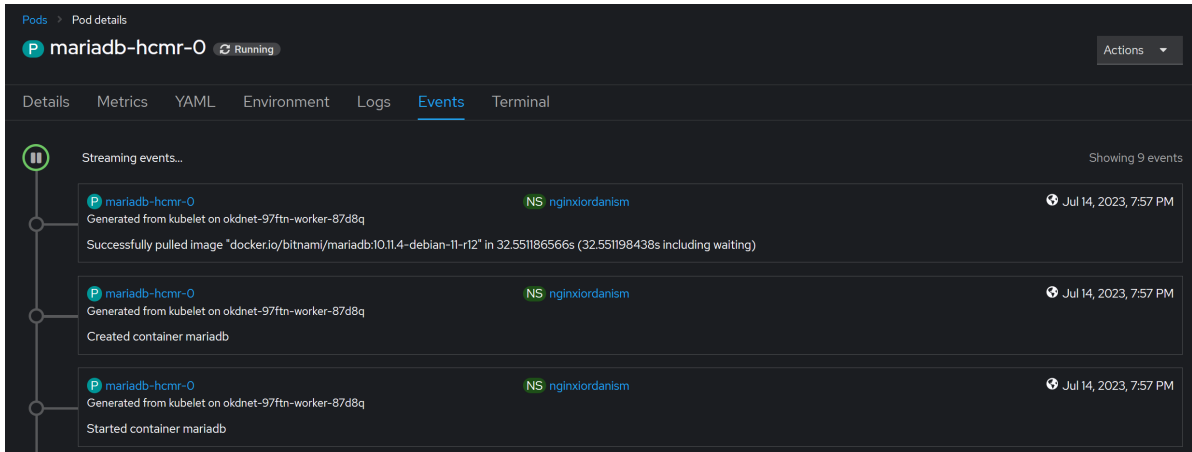 Pods > Pod details
P mariadb-hcmr-0 Running
Actions
Details Metrics YAML Environment Logs Events Terminal
Streaming events...
Showing 9 events
P mariadb-hcmr-0 NS nginxiordanism Jul 14, 2023, 7:57 PM
Generated from kubelet on okdnet-97ftn-worker-87d8q
Successfully pulled image "docker.io/bitnami/mariadb:10.11.4-debian-11-r12" in 32.551186566s (32.551198438s including waiting)
P mariadb-hcmr-0 NS nginxiordanism Jul 14, 2023, 7:57 PM
Generated from kubelet on okdnet-97ftn-worker-87d8q
Created container mariadb
P mariadb-hcmr-0 NS nginxiordanism Jul 14, 2023, 7:57 PM
Generated from kubelet on okdnet-97ftn-worker-87d8q
Started container mariadb